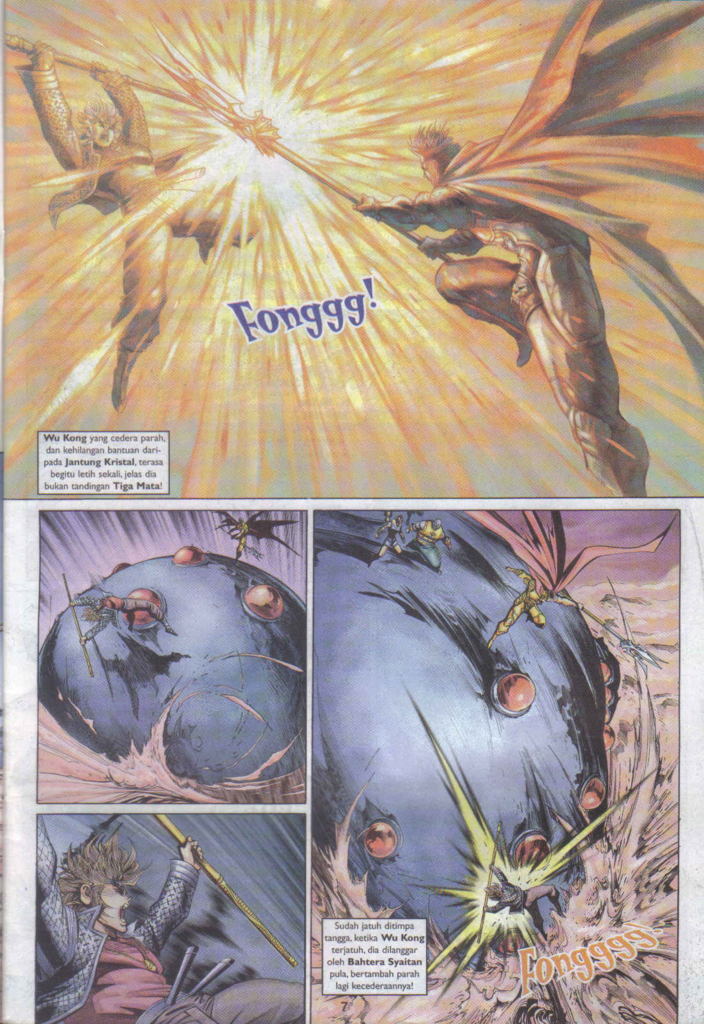 Fonggg!
Wu Kong yang cedera parah,
dan kehilangan bantuan dari-
pada Jantung Kristal, terasa
begitu letih sekali, jelas dia
bukan tandingan Tiga Mata!
Sudah jatuh ditimpa
tangga, ketika Wu Kong
terjatuh, dia dilanggar
oleh Bahtera Syaitan
pula, bertambah parah
lagi kecederaannya!
Fongggg
7